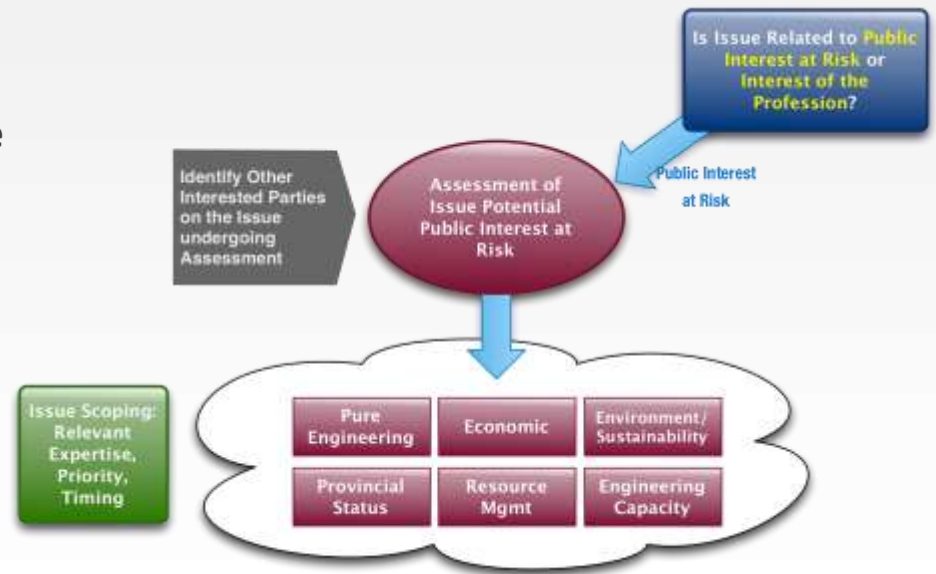 Is Issue Related to Public
Interest at Risk or
Interest of the
Profession?
Public Interest
at Risk
Identify Other
Interested Parties
on the Issue
undergoing
Assessment
Assessment of
Issue Potential
Public Interest at
Risk
Issue Scoping:
Relevant
Expertise,
Priority,
Timing
Pure
Engineering
Economic
Environment/
Sustainability
Provincial
Status
Resource
Mgmt
Engineering
Capacity